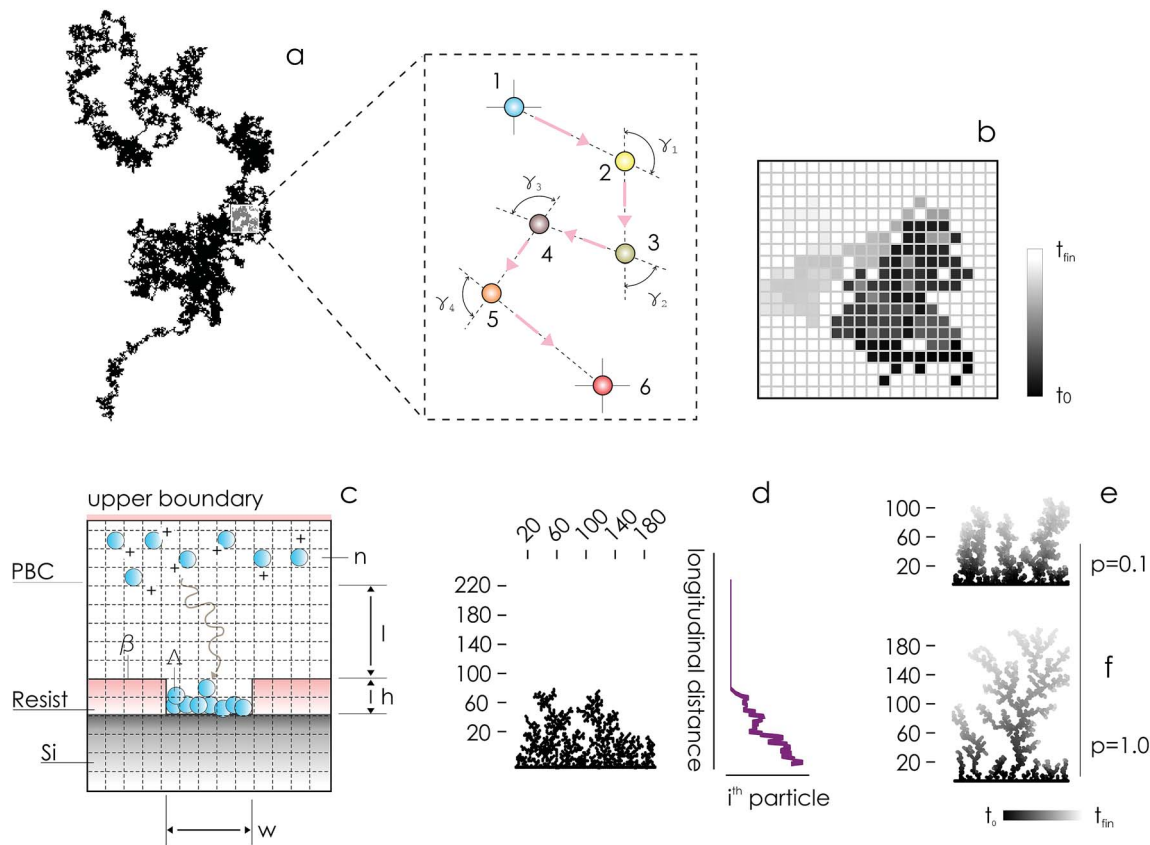 a
1
2
γ1
γ3
3
4
γ2
γ4
5
6
b
tfin
t0
upper boundary
c
n
PBC
l
β
Λ
Resist
h
Si
w
d
20 60 100 140 180
220
180
140
100
60
20
longitudinal distance
ith particle
e
100
60
20
p=0.1
f
180
140
100
60
20
p=1.0
to tfin